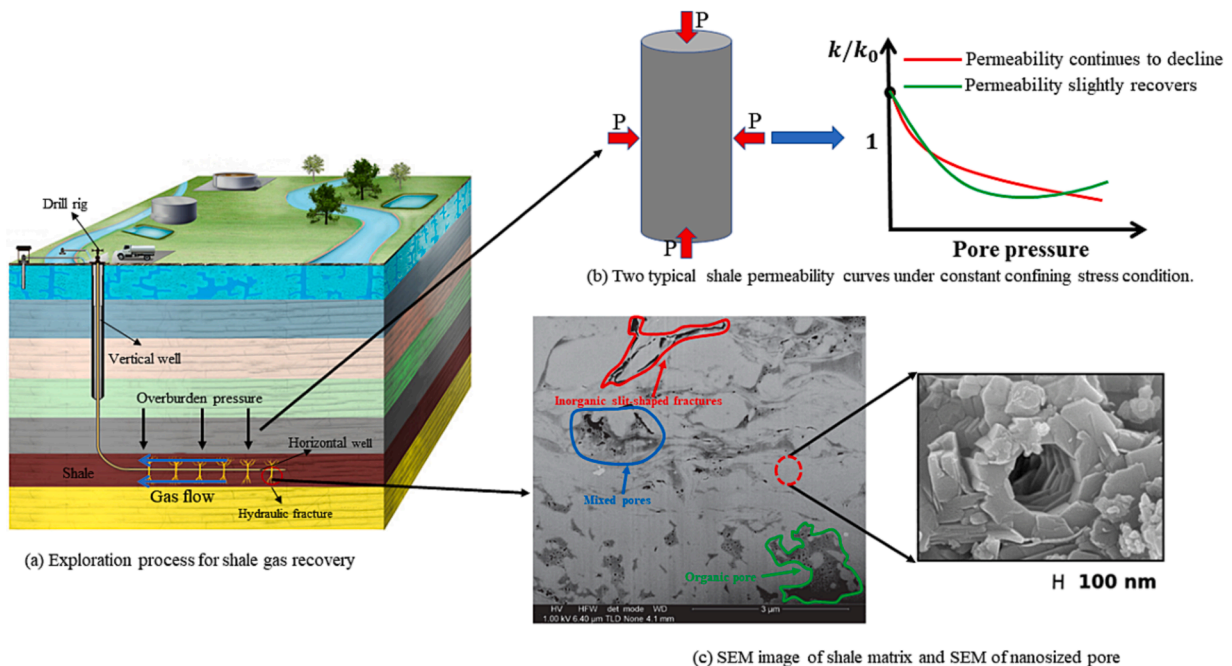 Drill rig
Vertical well
Overburden pressure
Horizontal well
Shale
Gas flow
Hydraulic fracture
(a) Exploration process for shale gas recovery
P
P
P
P
k/k0
1
Permeability continues to decline
Permeability slightly recovers
Pore pressure
(b) Two typical shale permeability curves under constant confining stress condition.
Inorganic slit-shaped fractures
Mixed pores
Organic pore
HV HFW det mode WD
1.00 kV 6.40 µm TLD None 4.1 mm
3 µm
H 100 nm
(c) SEM image of shale matrix and SEM of nanosized pore